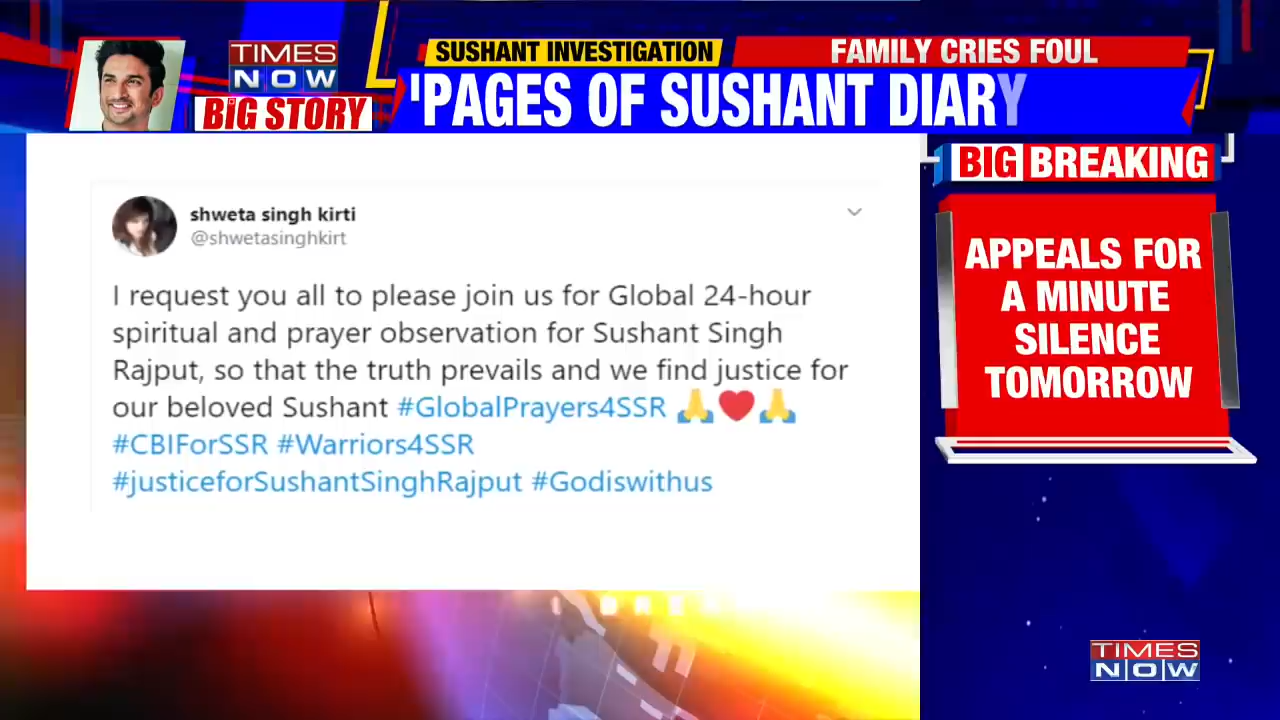 TIMES
NOW
BIG STORY
SUSHANT INVESTIGATION
FAMILY CRIES FOUL
'PAGES OF SUSHANT DIARY
BIG BREAKING
APPEALS FOR
A MINUTE
SILENCE
TOMORROW
shweta singh kirti
@shwetasinghkirt
I request you all to please join us for Global 24-hour
spiritual and prayer observation for Sushant Singh
Rajput, so that the truth prevails and we find justice for
our beloved Sushant #GlobalPrayers4SSR 🙏❤️🙏
#CBIForSSR #Warriors4SSR
#justiceforSushantSinghRajput #Godiswithus
TIMES
NOW